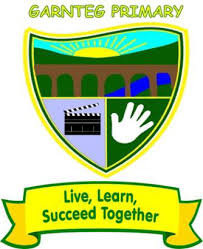 GARNTEG PRIMARY
Live, Learn,
Succeed Together